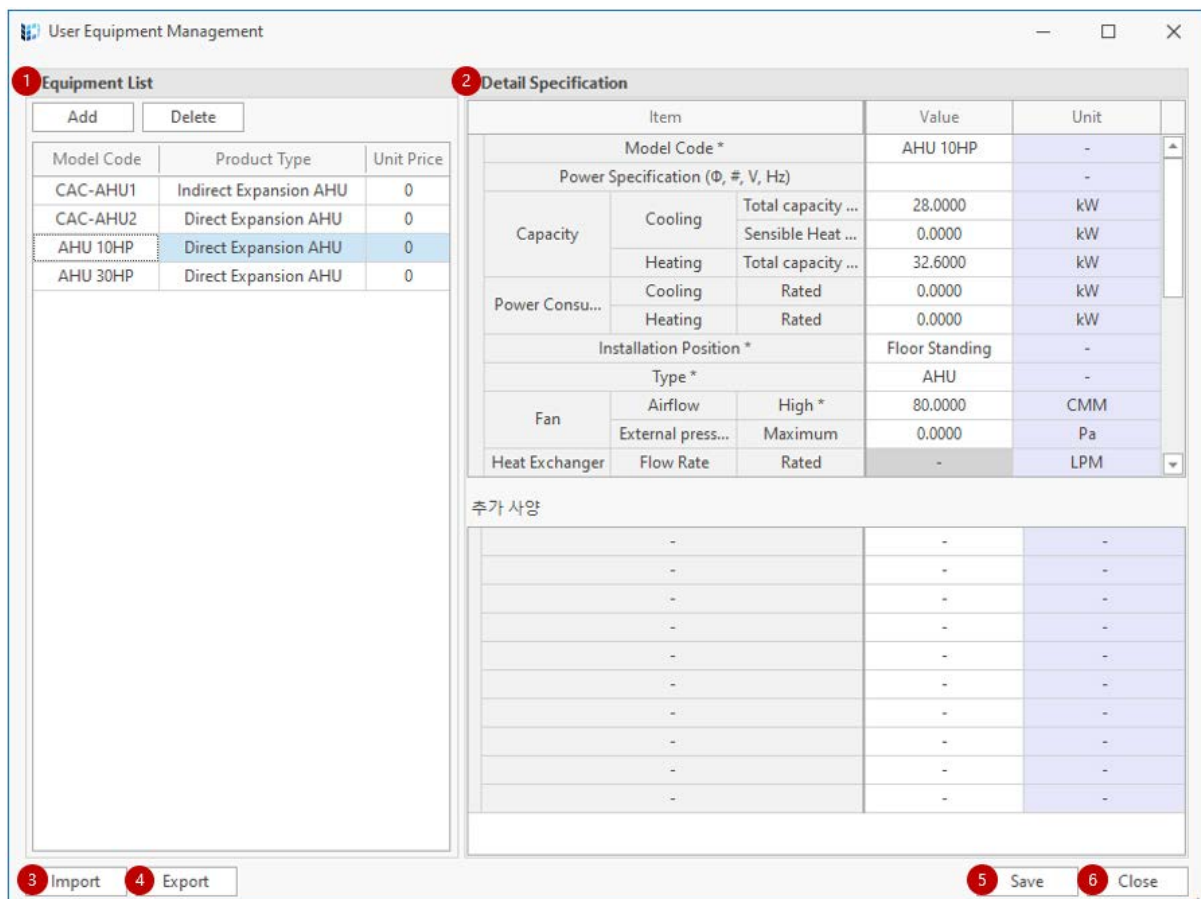 User Equipment Management
1 Equipment List
Add Delete
Model Code Product Type Unit Price
CAC-AHU1 Indirect Expansion AHU 0
CAC-AHU2 Direct Expansion AHU 0
AHU 10HP Direct Expansion AHU 0
AHU 30HP Direct Expansion AHU 0
2 Detail Specification
Item Value Unit
Model Code * AHU 10HP -
Power Specification (Φ, #, V, Hz) -
Capacity Cooling Total capacity ... 28.0000 kW
Sensible Heat ... 0.0000 kW
Heating Total capacity ... 32.6000 kW
Power Consu... Cooling Rated 0.0000 kW
Heating Rated 0.0000 kW
Installation Position * Floor Standing -
Type * AHU -
Fan Airflow High * 80.0000 CMM
External press... Maximum 0.0000 Pa
Heat Exchanger Flow Rate Rated - LPM
추가 사양
- - -
- - -
- - -
- - -
- - -
- - -
- - -
- - -
- - -
- - -
3 Import 4 Export 5 Save 6 Close